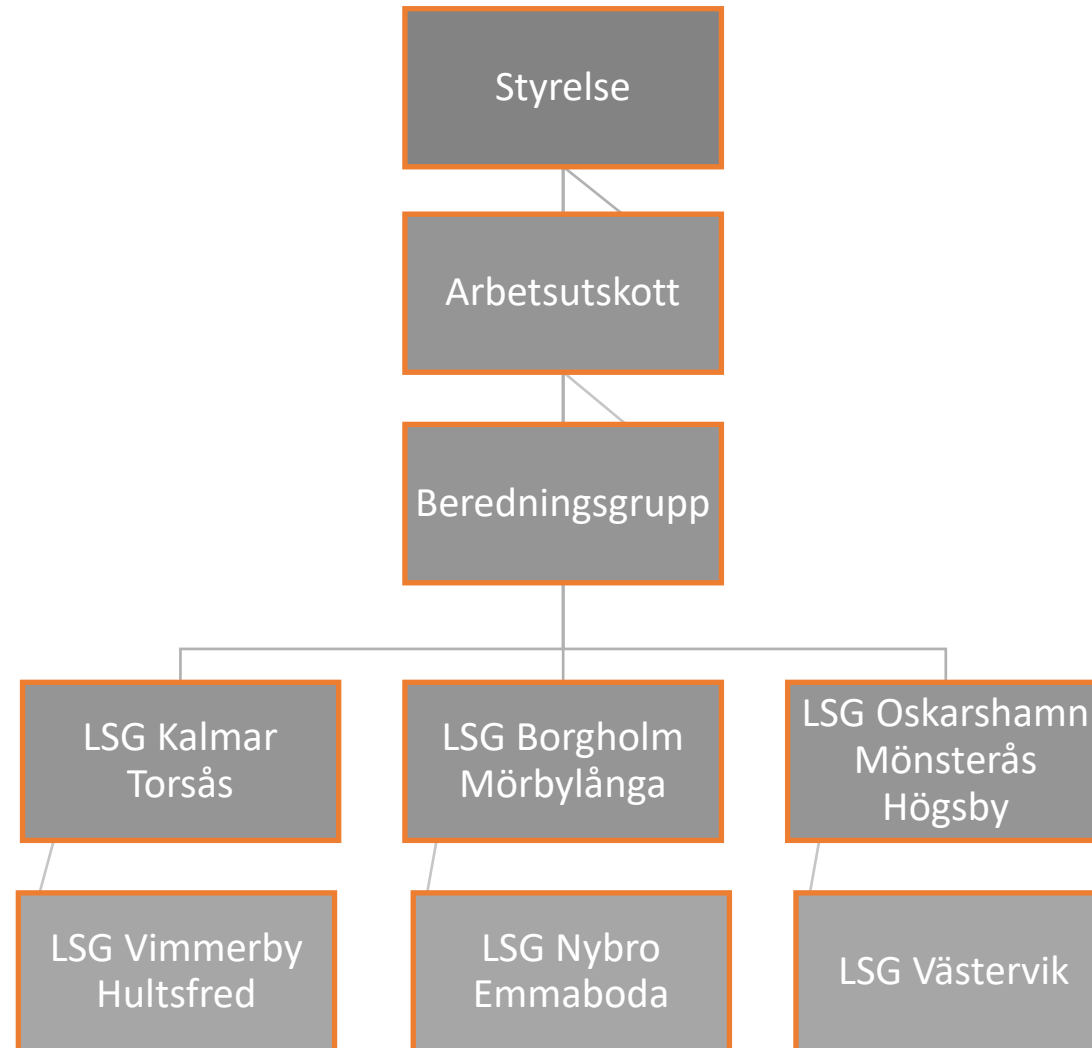 Styrelse
Arbetsutskott
Beredningsgrupp
LSG Kalmar
Torsås
LSG Borgholm
Mörbylånga
LSG Oskarshamn
Mönsterås
Högsby
LSG Vimmerby
Hultsfred
LSG Nybro
Emmaboda
LSG Västervik